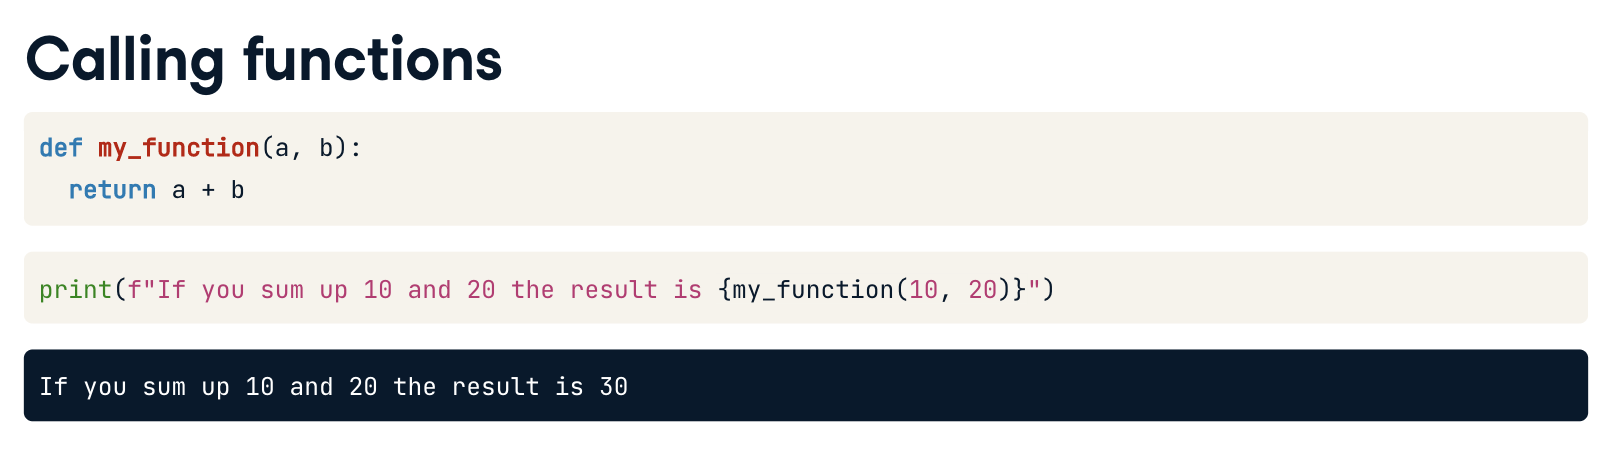 Calling functions
def my_function(a, b):
  return a + b
print(f"If you sum up 10 and 20 the result is {my_function(10, 20)}")
If you sum up 10 and 20 the result is 30